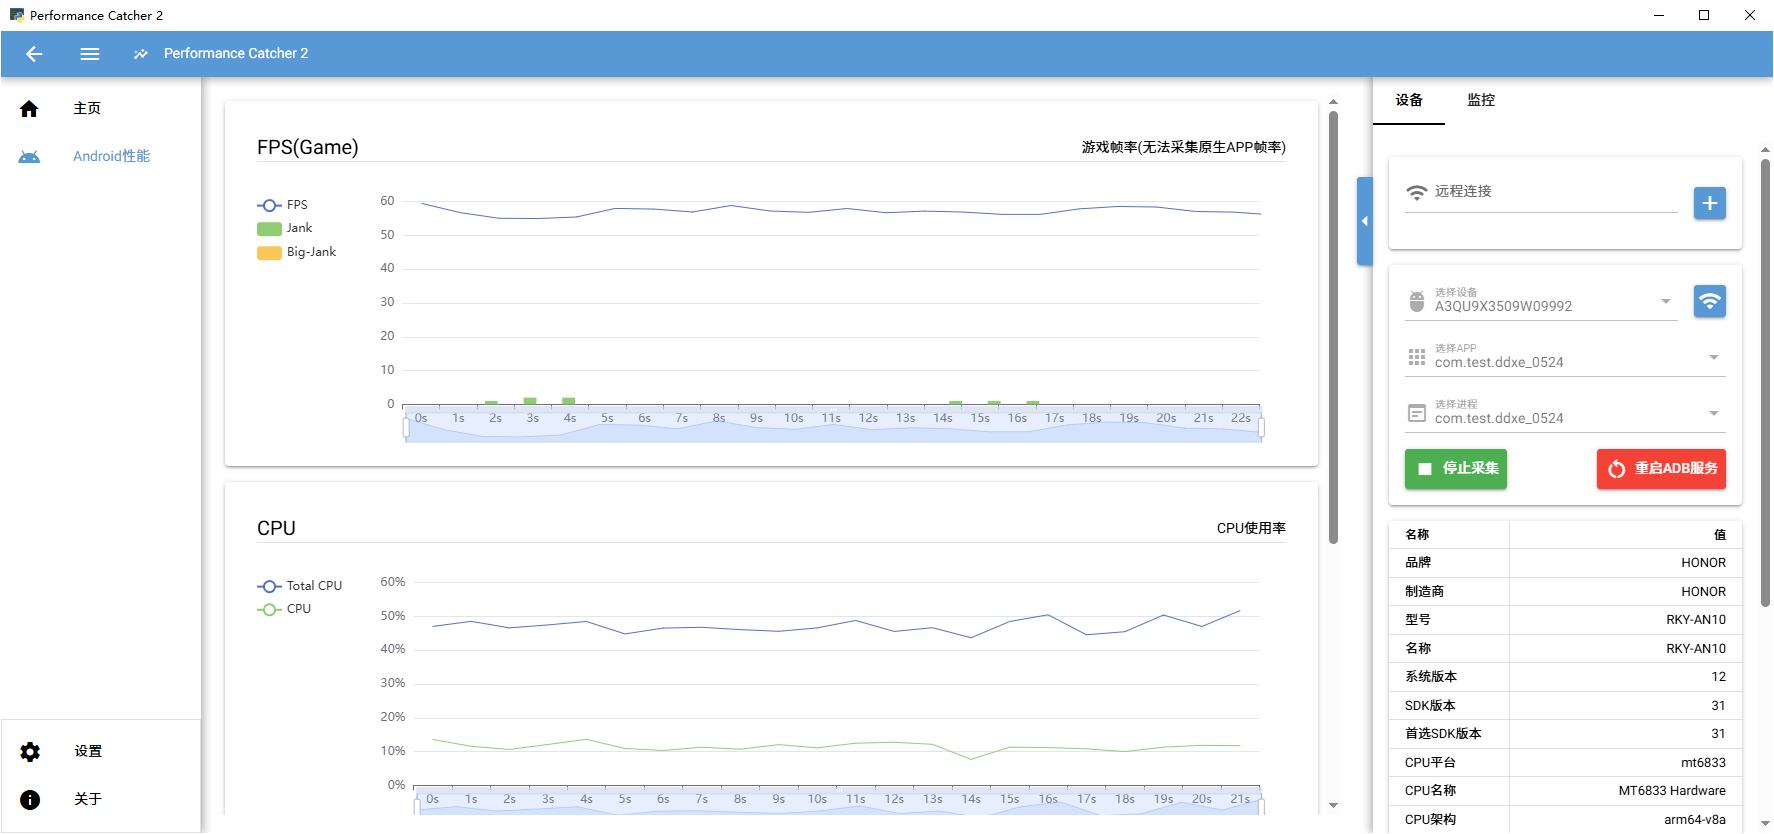 Performance Catcher 2
Performance Catcher 2
主页
Android性能
设置
关于
FPS(Game)
游戏帧率(无法采集原生APP帧率)
FPS
Jank
Big-Jank
60
50
40
30
20
10
0
0s 1s 2s 3s 4s 5s 6s 7s 8s 9s 10s 11s 12s 13s 14s 15s 16s 17s 18s 19s 20s 21s 22s
CPU
CPU使用率
Total CPU
CPU
60%
50%
40%
30%
20%
10%
0%
0s 1s 2s 3s 4s 5s 6s 7s 8s 9s 10s 11s 12s 13s 14s 15s 16s 17s 18s 19s 20s 21s
设备 监控
远程连接
选择设备
A3QU9X3509W09992
选择APP
com.test.ddxe_0524
选择进程
com.test.ddxe_0524
停止采集 重启ADB服务
名称 值
品牌 HONOR
制造商 HONOR
型号 RKY-AN10
名称 RKY-AN10
系统版本 12
SDK版本 31
首选SDK版本 31
CPU平台 mt6833
CPU名称 MT6833 Hardware
CPU架构 arm64-v8a